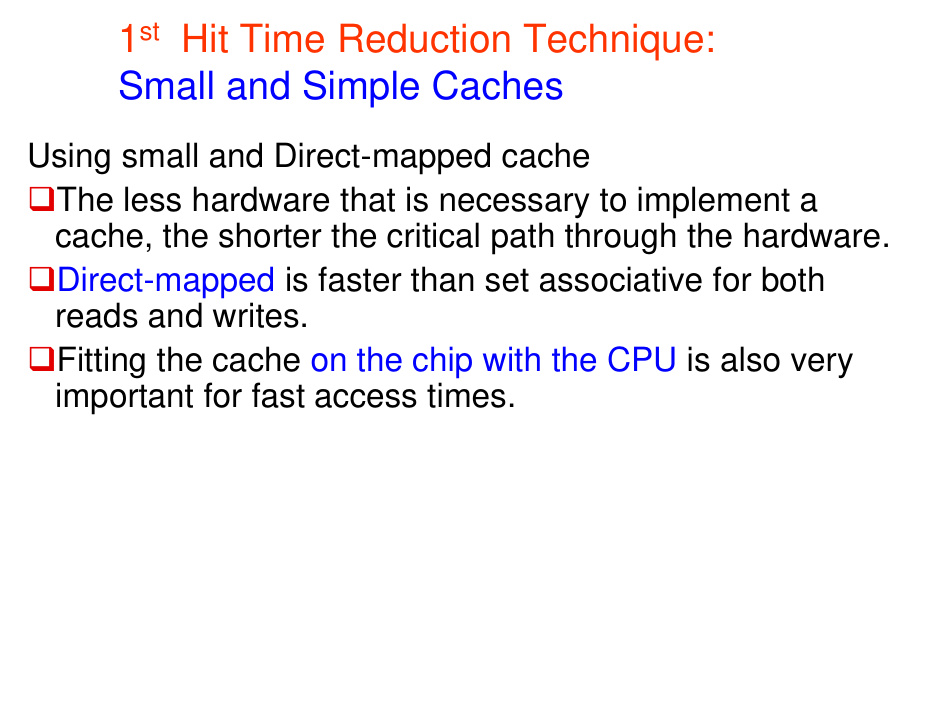 1st Hit Time Reduction Technique:
Small and Simple Caches
Using small and Direct-mapped cache
❑The less hardware that is necessary to implement a
cache, the shorter the critical path through the hardware.
❑Direct-mapped is faster than set associative for both
reads and writes.
❑Fitting the cache on the chip with the CPU is also very
important for fast access times.